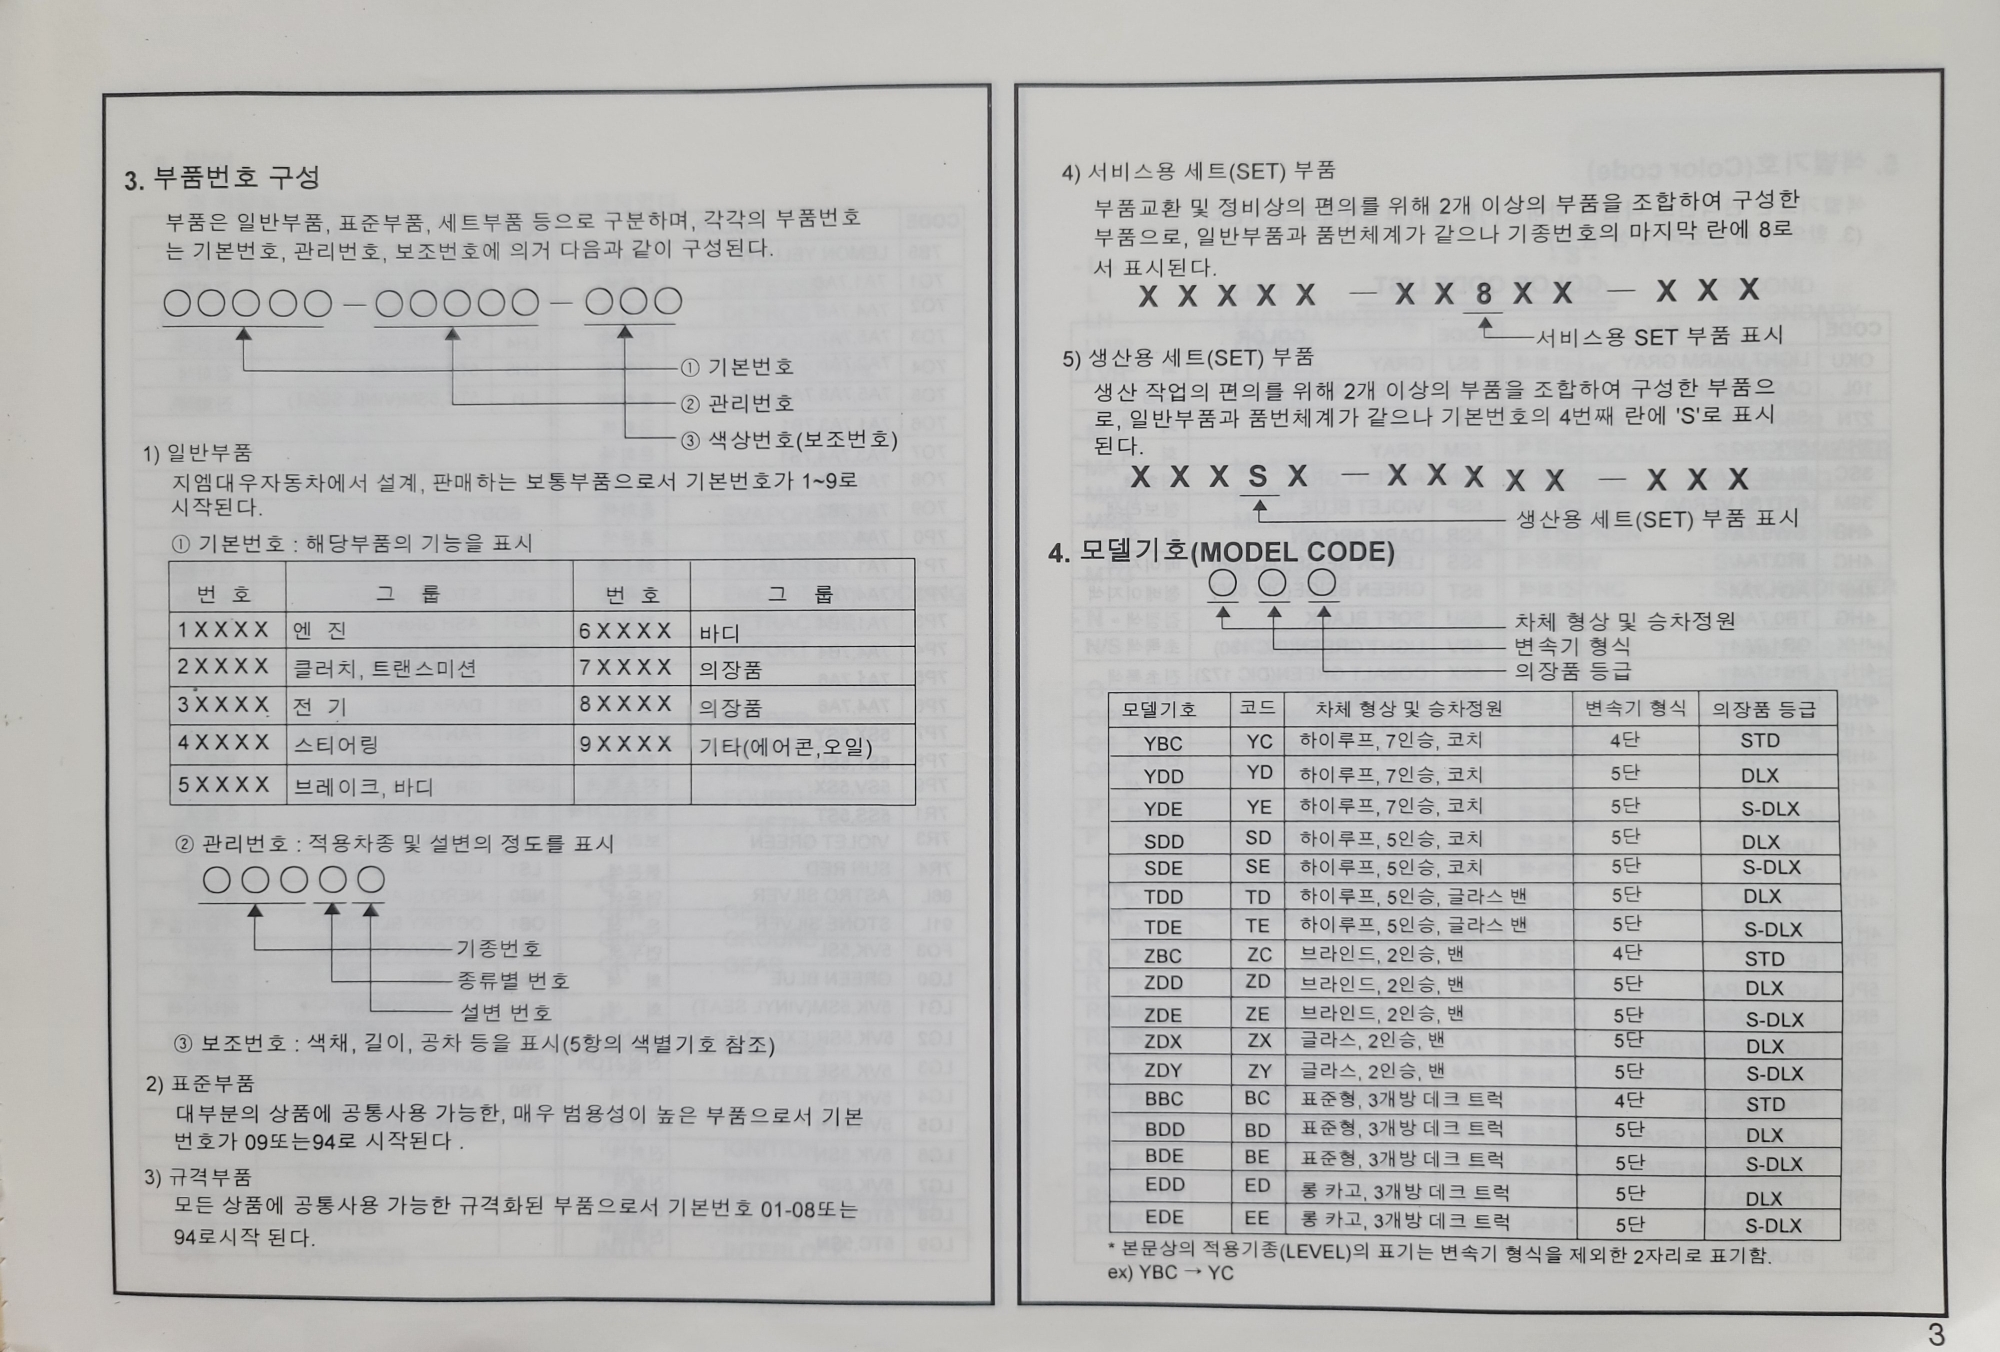 3. 부품번호 구성
부품은 일반부품, 표준부품, 세트부품 등으로 구분하며, 각각의 부품번호
는 기본번호, 관리번호, 보조번호에 의거 다음과 같이 구성된다.
○○○○○ — ○○○○○ — ○○○
① 기본번호
② 관리번호
③ 색상번호(보조번호)
1) 일반부품
지엠대우자동차에서 설계, 판매하는 보통부품으로서 기본번호가 1~9로
시작된다.
① 기본번호 : 해당부품의 기능을 표시
번 호 그 룹 번 호 그 룹
1XXXX 엔 진 6XXXX 바디
2XXXX 클러치, 트랜스미션 7XXXX 의장품
3XXXX 전 기 8XXXX 의장품
4XXXX 스티어링 9XXXX 기타(에어콘,오일)
5XXXX 브레이크, 바디
② 관리번호 : 적용차종 및 설변의 정도를 표시
○○○○○
기종번호
종류별 번호
설변 번호
③ 보조번호 : 색채, 길이, 공차 등을 표시(5항의 색별기호 참조)
2) 표준부품
대부분의 상품에 공통사용 가능한, 매우 범용성이 높은 부품으로서 기본
번호가 09또는94로 시작된다 .
3) 규격부품
모든 상품에 공통사용 가능한 규격화된 부품으로서 기본번호 01-08또는
94로시작 된다.
4) 서비스용 세트(SET) 부품
부품교환 및 정비상의 편의를 위해 2개 이상의 부품을 조합하여 구성한
부품으로, 일반부품과 품번체계가 같으나 기종번호의 마지막 란에 8로
서 표시된다.
X X X X X — X X 8 X X — X X X
서비스용 SET 부품 표시
5) 생산용 세트(SET) 부품
생산 작업의 편의를 위해 2개 이상의 부품을 조합하여 구성한 부품으
로, 일반부품과 품번체계가 같으나 기본번호의 4번째 란에 'S'로 표시
된다.
X X X S X — X X X X X — X X X
생산용 세트(SET) 부품 표시
4. 모델기호(MODEL CODE)
○ ○ ○
차체 형상 및 승차정원
변속기 형식
의장품 등급
모델기호 코드 차체 형상 및 승차정원 변속기 형식 의장품 등급
YBC YC 하이루프, 7인승, 코치 4단 STD
YDD YD 하이루프, 7인승, 코치 5단 DLX
YDE YE 하이루프, 7인승, 코치 5단 S-DLX
SDD SD 하이루프, 5인승, 코치 5단 DLX
SDE SE 하이루프, 5인승, 코치 5단 S-DLX
TDD TD 하이루프, 5인승, 글라스 밴 5단 DLX
TDE TE 하이루프, 5인승, 글라스 밴 5단 S-DLX
ZBC ZC 브라인드, 2인승, 밴 4단 STD
ZDD ZD 브라인드, 2인승, 밴 5단 DLX
ZDE ZE 브라인드, 2인승, 밴 5단 S-DLX
ZDX ZX 글라스, 2인승, 밴 5단 DLX
ZDY ZY 글라스, 2인승, 밴 5단 S-DLX
BBC BC 표준형, 3개방 데크 트럭 4단 STD
BDD BD 표준형, 3개방 데크 트럭 5단 DLX
BDE BE 표준형, 3개방 데크 트럭 5단 S-DLX
EDD ED 롱 카고, 3개방 데크 트럭 5단 DLX
EDE EE 롱 카고, 3개방 데크 트럭 5단 S-DLX
* 본문상의 적용기종(LEVEL)의 표기는 변속기 형식을 제외한 2자리로 표기함.
ex) YBC → YC
3